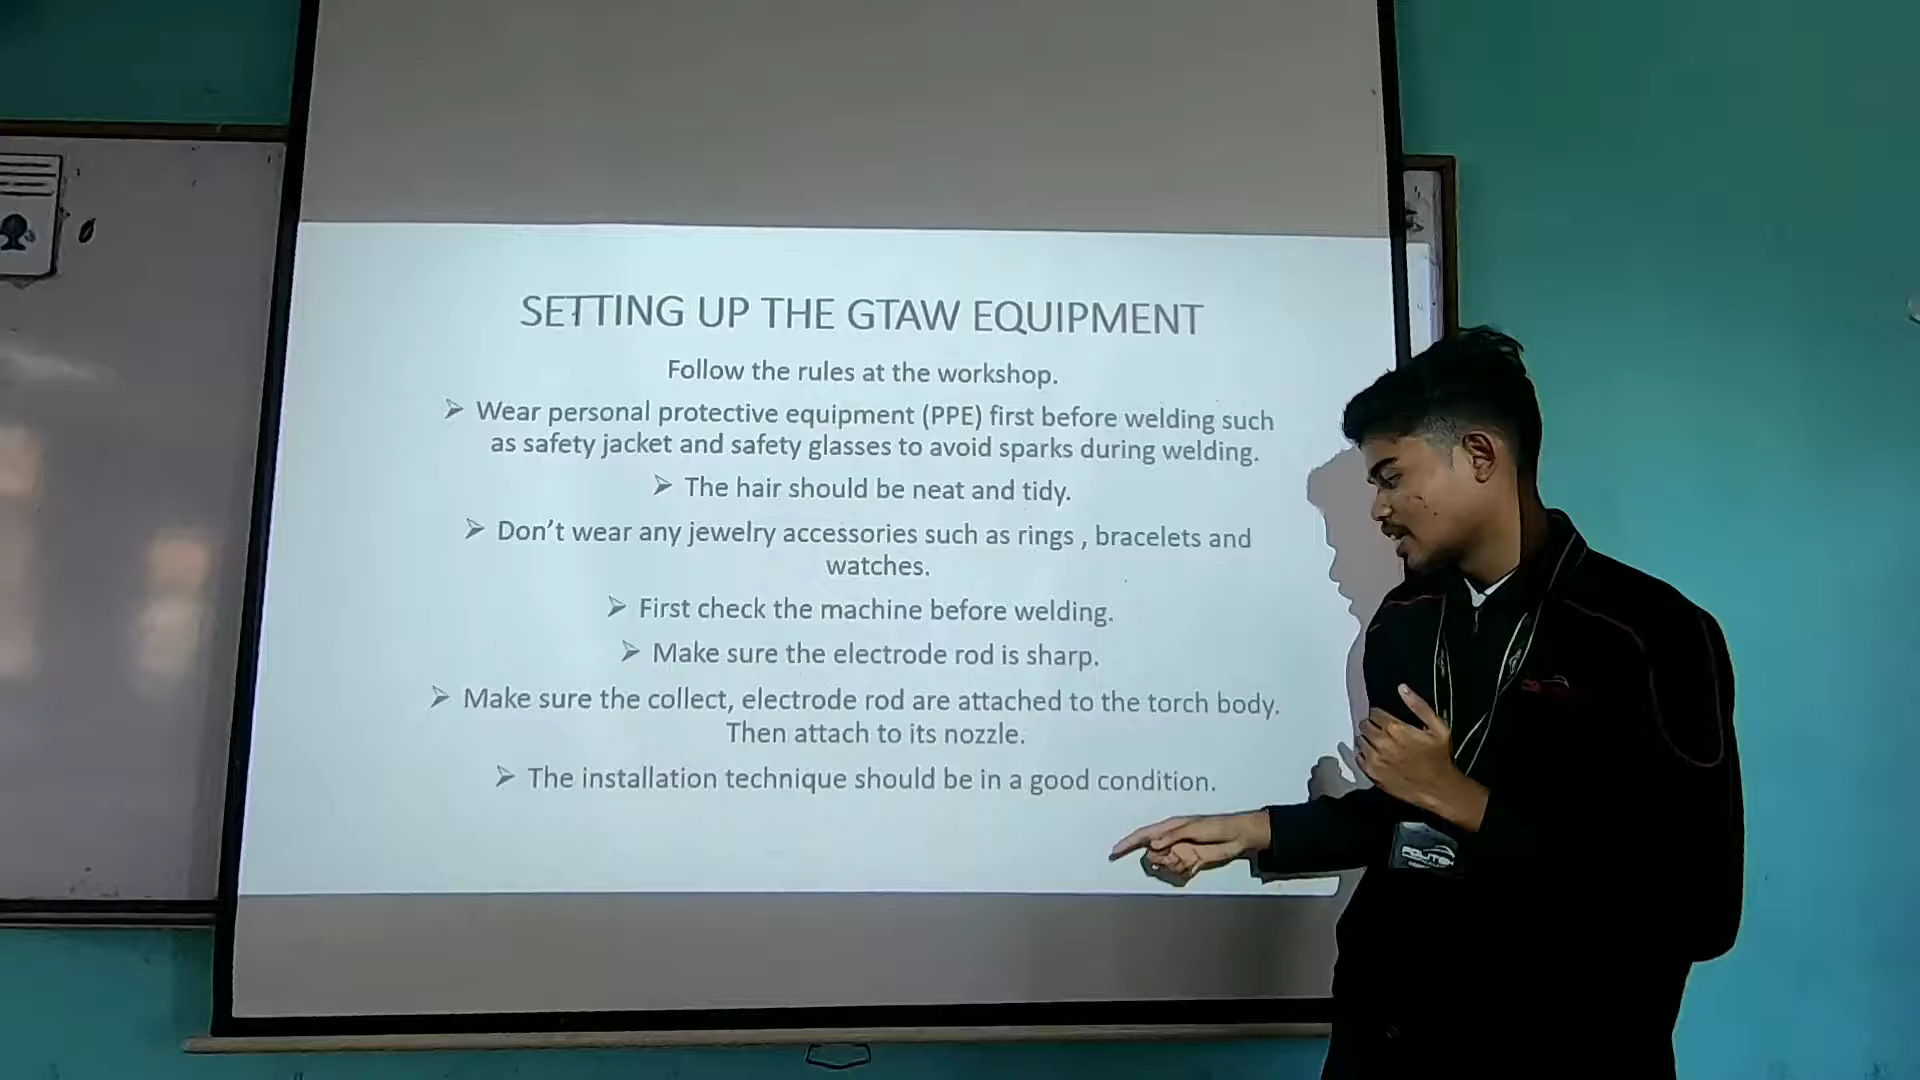 SETTING UP THE GTAW EQUIPMENT
Follow the rules at the workshop.
➢ Wear personal protective equipment (PPE) first before welding such
as safety jacket and safety glasses to avoid sparks during welding.
➢ The hair should be neat and tidy.
➢ Don’t wear any jewelry accessories such as rings , bracelets and
watches.
➢ First check the machine before welding.
➢ Make sure the electrode rod is sharp.
➢ Make sure the collect, electrode rod are attached to the torch body.
Then attach to its nozzle.
➢ The installation technique should be in a good condition.